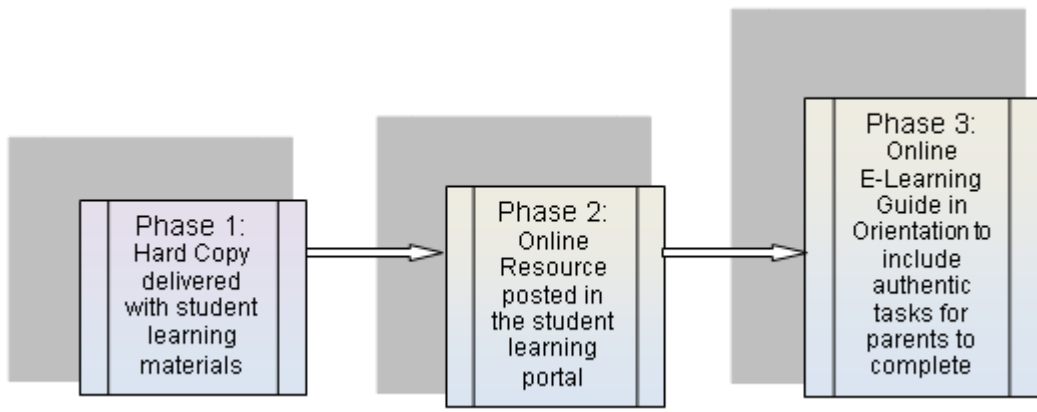 Phase 1:
Hard Copy
delivered
with student
learning
materials
Phase 2:
Online
Resource
posted in
the student
learning
portal
Phase 3:
Online
E-Learning
Guide in
Orientation to
include
authentic
tasks for
parents to
complete